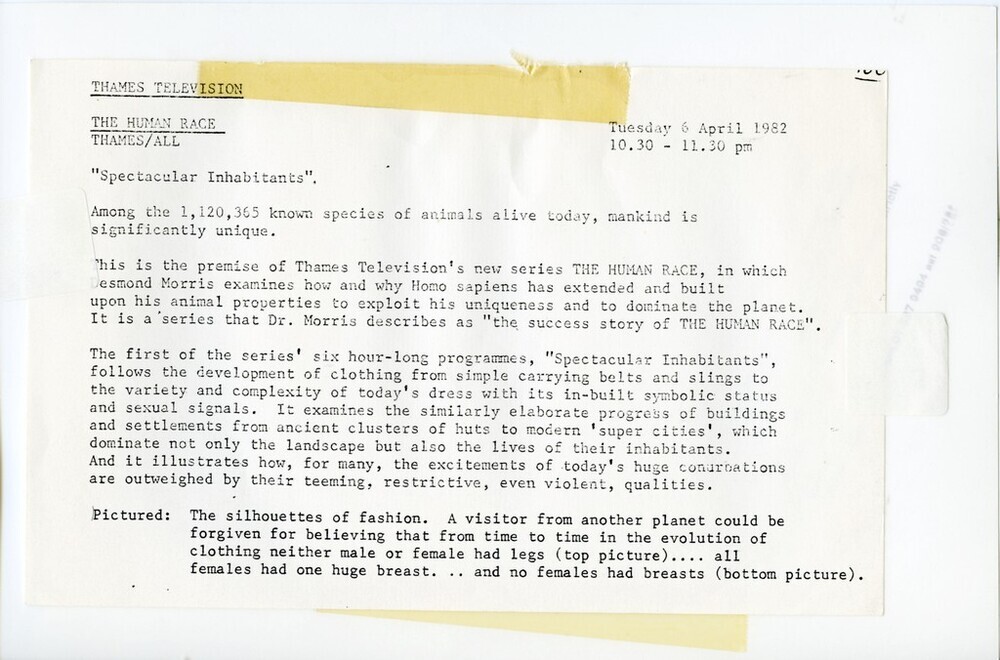 THAMES TELEVISION
THE HUMAN RACE
THAMES/ALL
Tuesday 6 April 1982
10.30 - 11.30 pm
"Spectacular Inhabitants".
Among the 1,120,365 known species of animals alive today, mankind is
significantly unique.
This is the premise of Thames Television's new series THE HUMAN RACE, in which
Desmond Morris examines how and why Homo sapiens has extended and built
upon his animal properties to exploit his uniqueness and to dominate the planet.
It is a series that Dr. Morris describes as "the success story of THE HUMAN RACE".
The first of the series' six hour-long programmes, "Spectacular Inhabitants",
follows the development of clothing from simple carrying belts and slings to
the variety and complexity of today's dress with its in-built symbolic status
and sexual signals. It examines the similarly elaborate progress of buildings
and settlements from ancient clusters of huts to modern 'super cities', which
dominate not only the landscape but also the lives of their inhabitants.
And it illustrates how, for many, the excitements of today's huge conurbations
are outweighed by their teeming, restrictive, even violent, qualities.
Pictured: The silhouettes of fashion. A visitor from another planet could be
forgiven for believing that from time to time in the evolution of
clothing neither male or female had legs (top picture).... all
females had one huge breast. .. and no females had breasts (bottom picture).